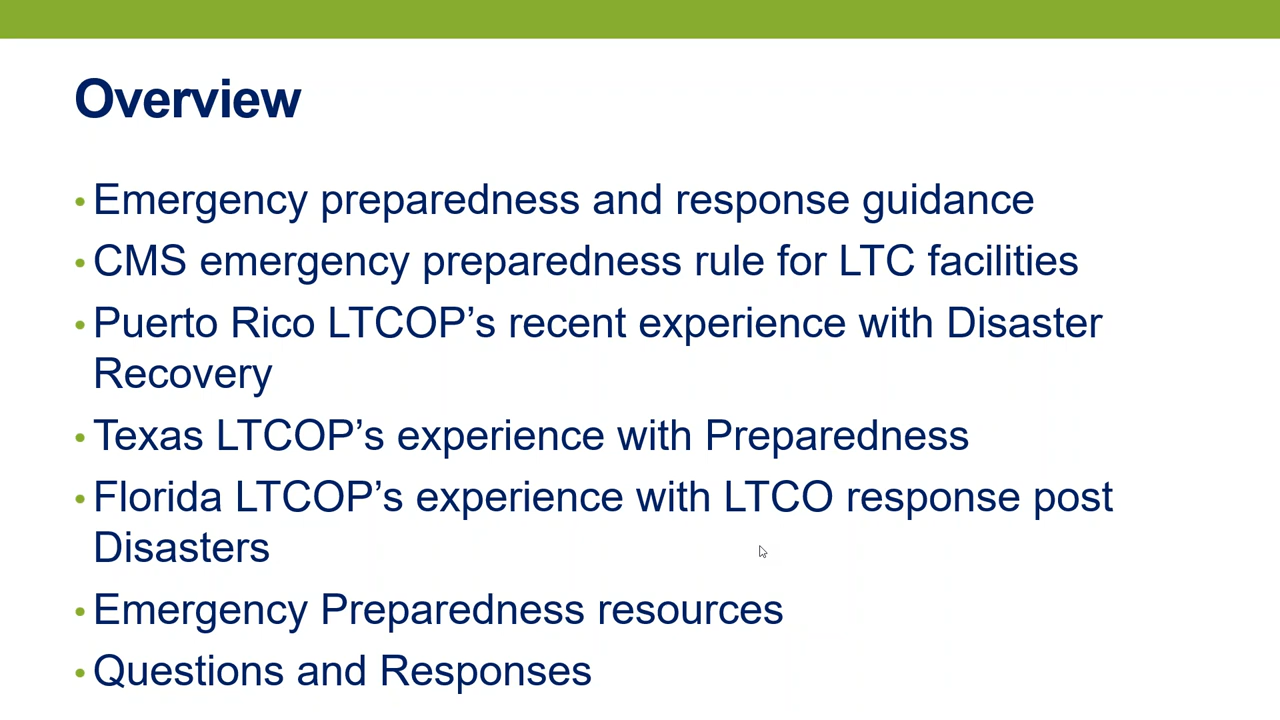 Overview
• Emergency preparedness and response guidance
• CMS emergency preparedness rule for LTC facilities
• Puerto Rico LTCOP’s recent experience with Disaster
Recovery
• Texas LTCOP’s experience with Preparedness
• Florida LTCOP’s experience with LTCO response post
Disasters
• Emergency Preparedness resources
• Questions and Responses